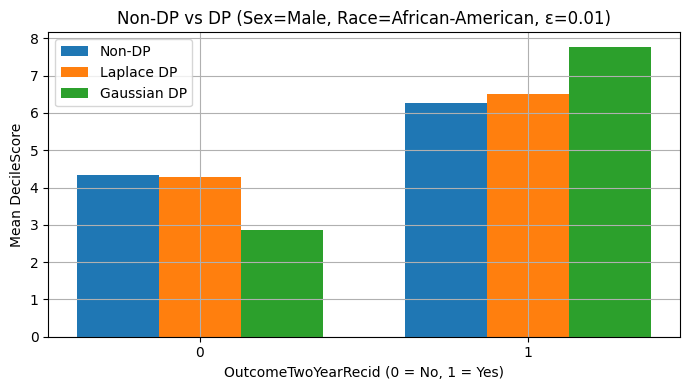 Non-DP vs DP (Sex=Male, Race=African-American, ε=0.01)
Non-DP
Laplace DP
Gaussian DP
Mean DecileScore
8
7
6
5
4
3
2
1
0
0 1
OutcomeTwoYearRecid (0 = No, 1 = Yes)